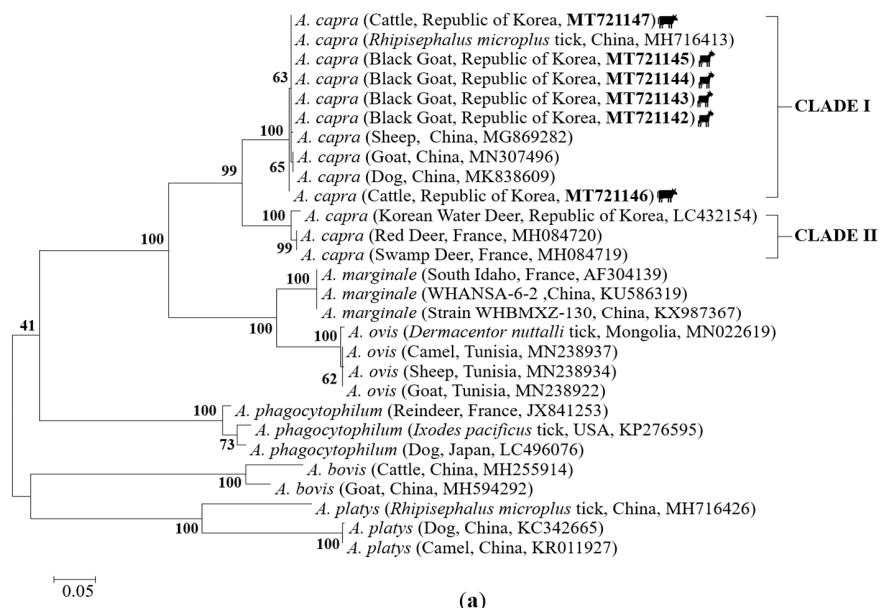 A. capra (Cattle, Republic of Korea, MT721147)
A. capra (Rhipisephalus microplus tick, China, MH716413)
A. capra (Black Goat, Republic of Korea, MT721145)
63
A. capra (Black Goat, Republic of Korea, MT721144)
A. capra (Black Goat, Republic of Korea, MT721143)
CLADE I
A. capra (Black Goat, Republic of Korea, MT721142)
100
A. capra (Sheep, China, MG869282)
A. capra (Goat, China, MN307496)
99
65
A. capra (Dog, China, MK838609)
A. capra (Cattle, Republic of Korea, MT721146)
100
A. capra (Korean Water Deer, Republic of Korea, LC432154)
100
A. capra (Red Deer, France, MH084720)
CLADE II
99
A. capra (Swamp Deer, France, MH084719)
100
A. marginale (South Idaho, France, AF304139)
A. marginale (WHANSA-6-2 ,China, KU586319)
A. marginale (Strain WHBMXZ-130, China, KX987367)
41
100
100
A. ovis (Dermacentor nuttalli tick, Mongolia, MN022619)
A. ovis (Camel, Tunisia, MN238937)
A. ovis (Sheep, Tunisia, MN238934)
62
A. ovis (Goat, Tunisia, MN238922)
100
A. phagocytophilum (Reindeer, France, JX841253)
A. phagocytophilum (Ixodes pacificus tick, USA, KP276595)
73
A. phagocytophilum (Dog, Japan, LC496076)
A. bovis (Cattle, China, MH255914)
100
A. bovis (Goat, China, MH594292)
A. platys (Rhipisephalus microplus tick, China, MH716426)
100
A. platys (Dog, China, KC342665)
100
A. platys (Camel, China, KR011927)
0.05
(a)